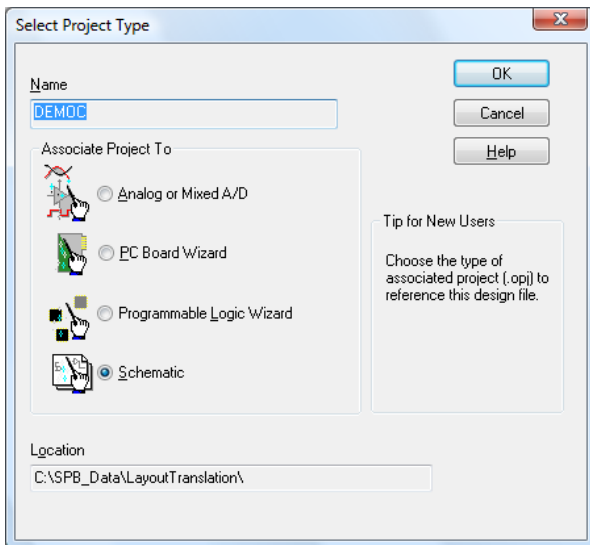 Select Project Type
Name
DEMOC
OK
Cancel
Help
Associate Project To
Analog or Mixed A/D
PC Board Wizard
Programmable Logic Wizard
Schematic
Tip for New Users
Choose the type of
associated project (.opj) to
reference this design file.
Location
C:\SPB_Data\LayoutTranslation\